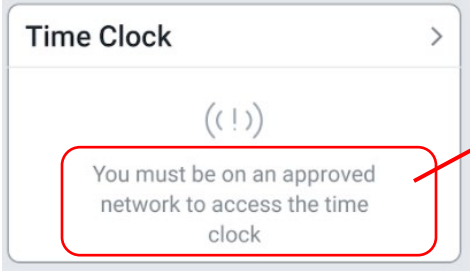 Time Clock
You must be on an approved
network to access the time
clock